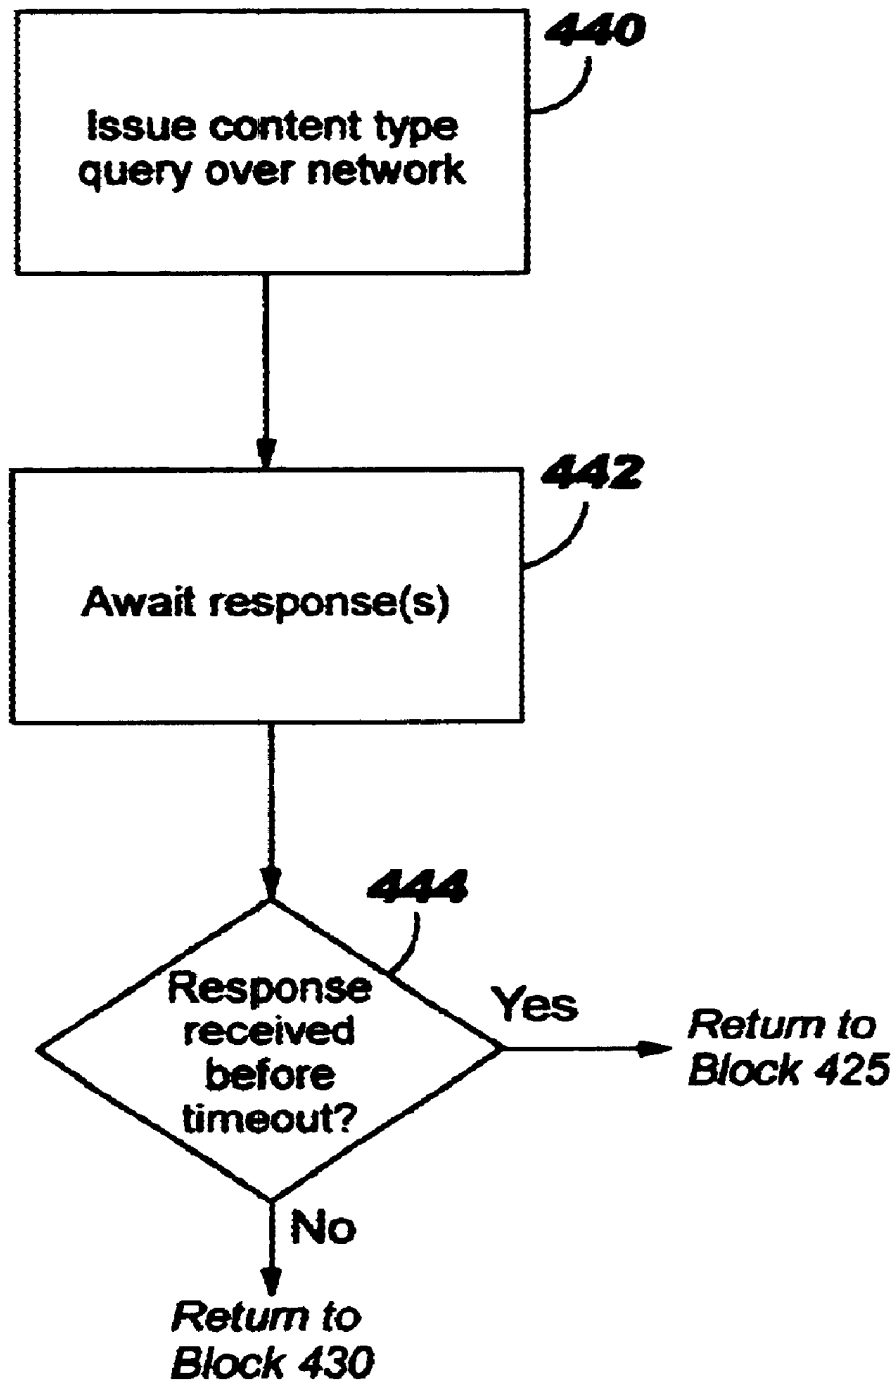 440
Issue content type
query over network
442
Await response(s)
444
Response
received
before
timeout?
Yes
Return to
Block 425
No
Return to
Block 430